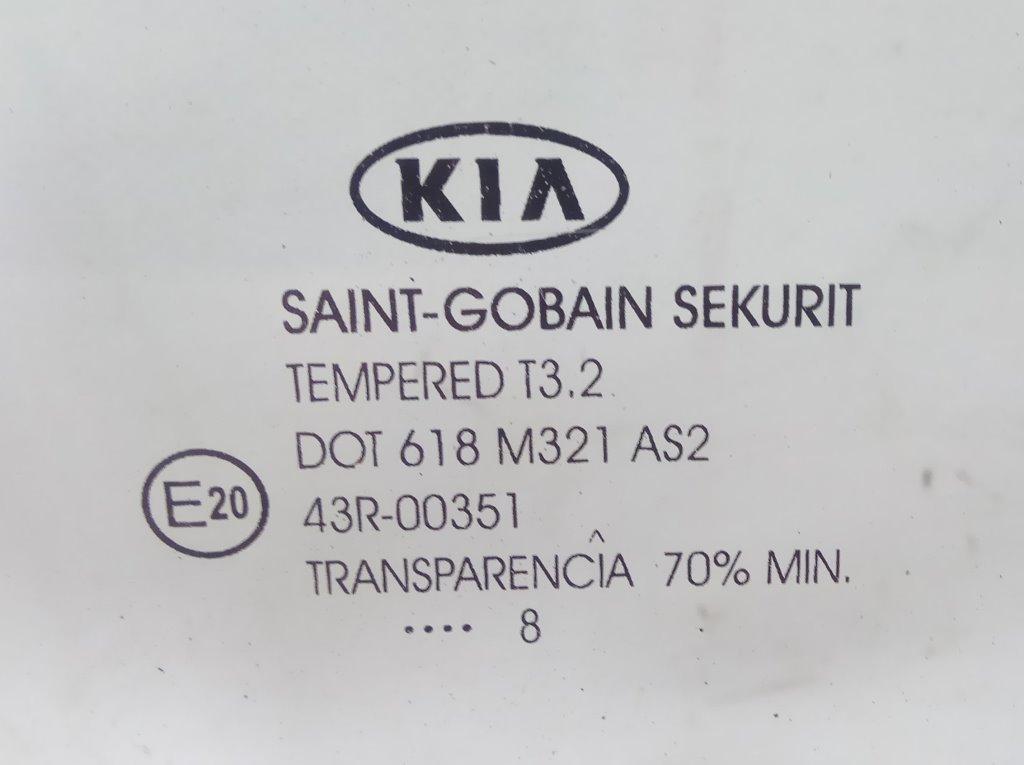 KIA
SAINT-GOBAIN SEKURIT
TEMPERED T3.2
DOT 618 M321 AS2
E20 43R-00351
TRANSPARENCÎA 70% MIN.
•••• 8